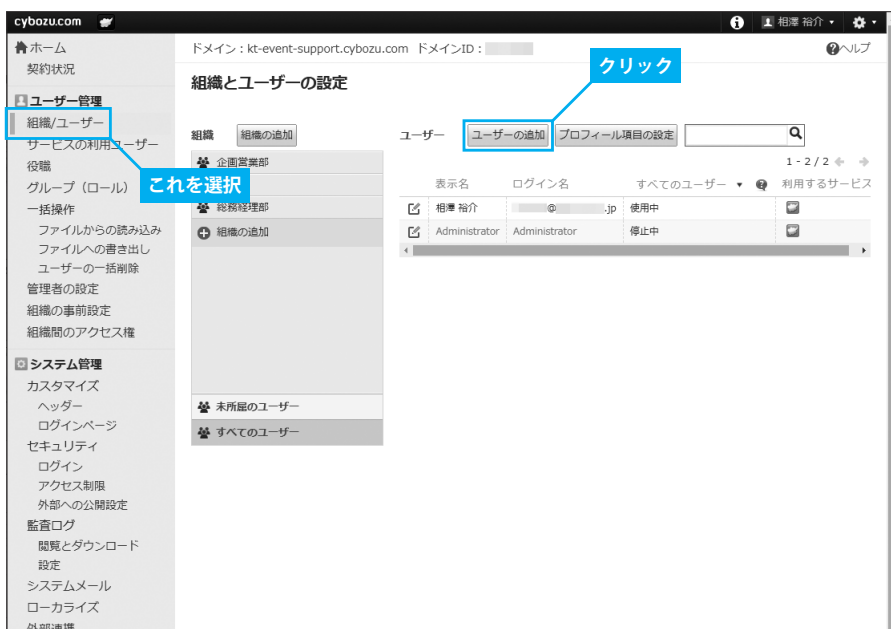 cybozu.com
相澤 裕介
ホーム
契約状況
ユーザー管理
組織/ユーザー
サービスの利用ユーザー
役職
グループ（ロール）
一括操作
ファイルからの読み込み
ファイルへの書き出し
ユーザーの一括削除
管理者の設定
組織の事前設定
組織間のアクセス権
システム管理
カスタマイズ
ヘッダー
ログインページ
セキュリティ
ログイン
アクセス制限
外部への公開設定
監査ログ
閲覧とダウンロード
設定
システムメール
ローカライズ
外部連携
これを選択
ドメイン：kt-event-support.cybozu.com ドメインID：
ヘルプ
クリック
組織とユーザーの設定
組織 組織の追加
企画営業部
総務経理部
組織の追加
未所属のユーザー
すべてのユーザー
ユーザー ユーザーの追加 プロフィール項目の設定
1 - 2 / 2
表示名 ログイン名 すべてのユーザー 利用するサービス
相澤 裕介 @ .jp 使用中
Administrator Administrator 停止中